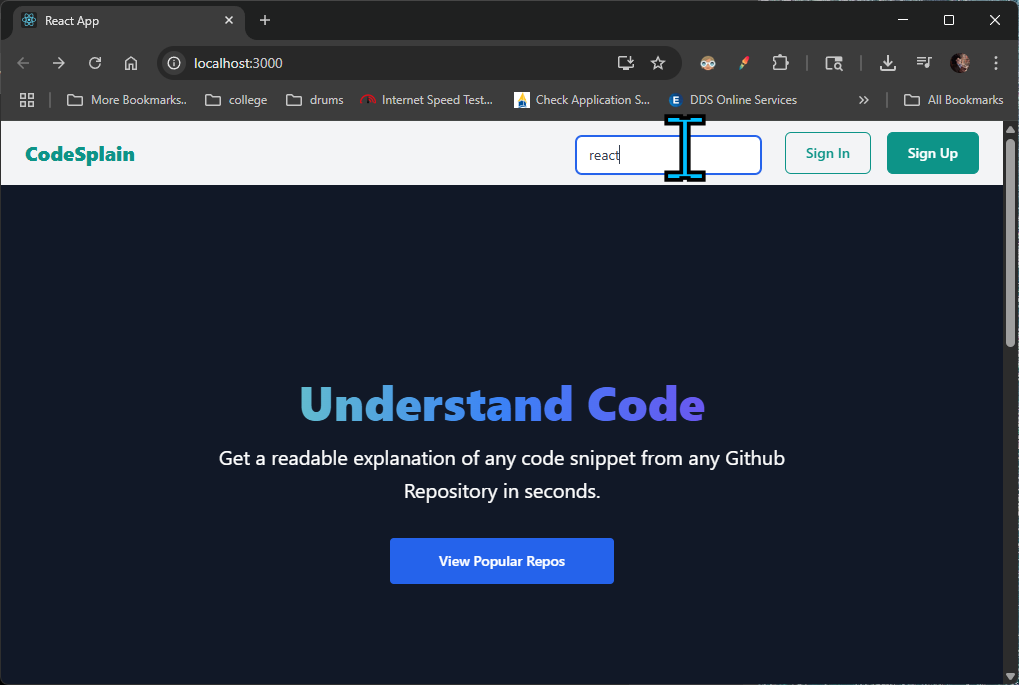 React App
localhost:3000
More Bookmarks..
college
drums
Internet Speed Test...
Check Application S...
E
DDS Online Services
»
All Bookmarks
CodeSplain
react
Sign In
Sign Up
Understand Code
Get a readable explanation of any code snippet from any Github
Repository in seconds.
View Popular Repos